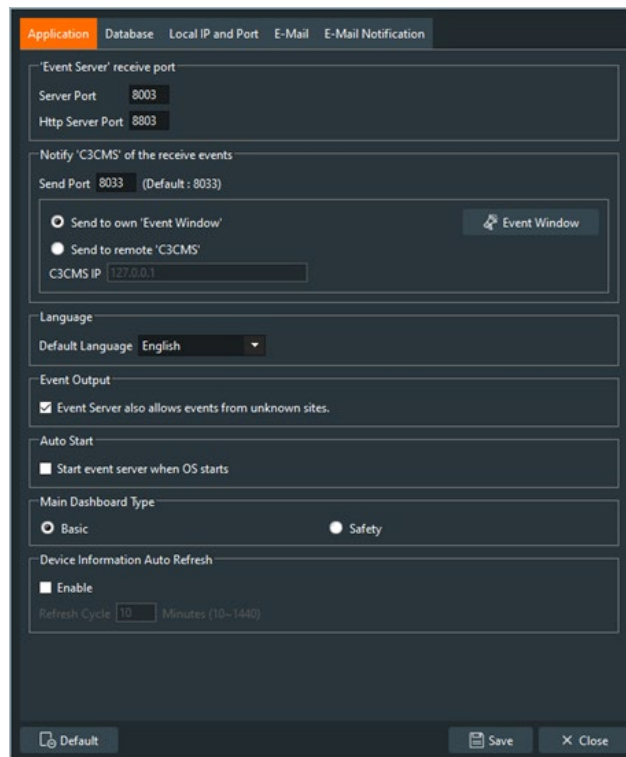 Application Database Local IP and Port E-Mail E-Mail Notification
'Event Server' receive port
Server Port 8003
Http Server Port 8803
Notify 'C3CMS' of the receive events
Send Port 8033 (Default : 8033)
Send to own 'Event Window' Event Window
Send to remote 'C3CMS'
C3CMS IP 127.0.0.1
Language
Default Language English
Event Output
Event Server also allows events from unknown sites.
Auto Start
Start event server when OS starts
Main Dashboard Type
Basic Safety
Device Information Auto Refresh
Enable
Refresh Cycle 10 Minutes (10~1440)
Default Save Close